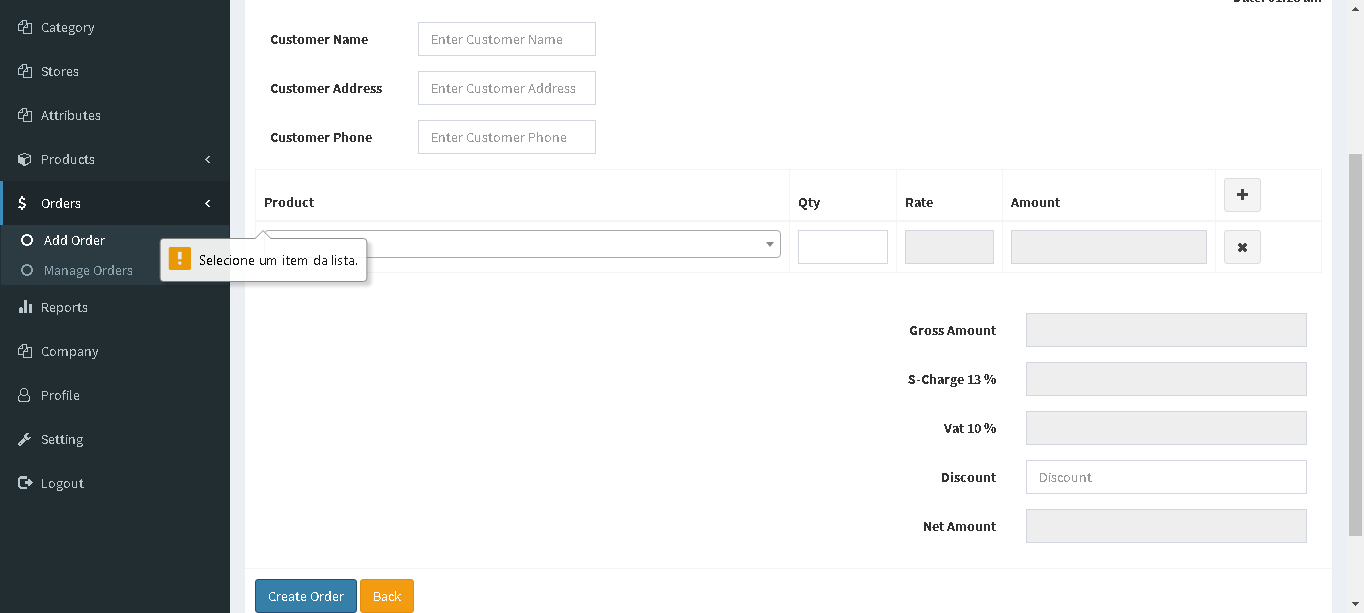 Category
Stores
Attributes
Products
Orders
Add Order
Manage Orders
Reports
Company
Profile
Setting
Logout
Customer Name Enter Customer Name
Customer Address Enter Customer Address
Customer Phone Enter Customer Phone
Product Qty Rate Amount
Selecione um item da lista.
Gross Amount
S-Charge 13 %
Vat 10 %
Discount Discount
Net Amount
Create Order Back